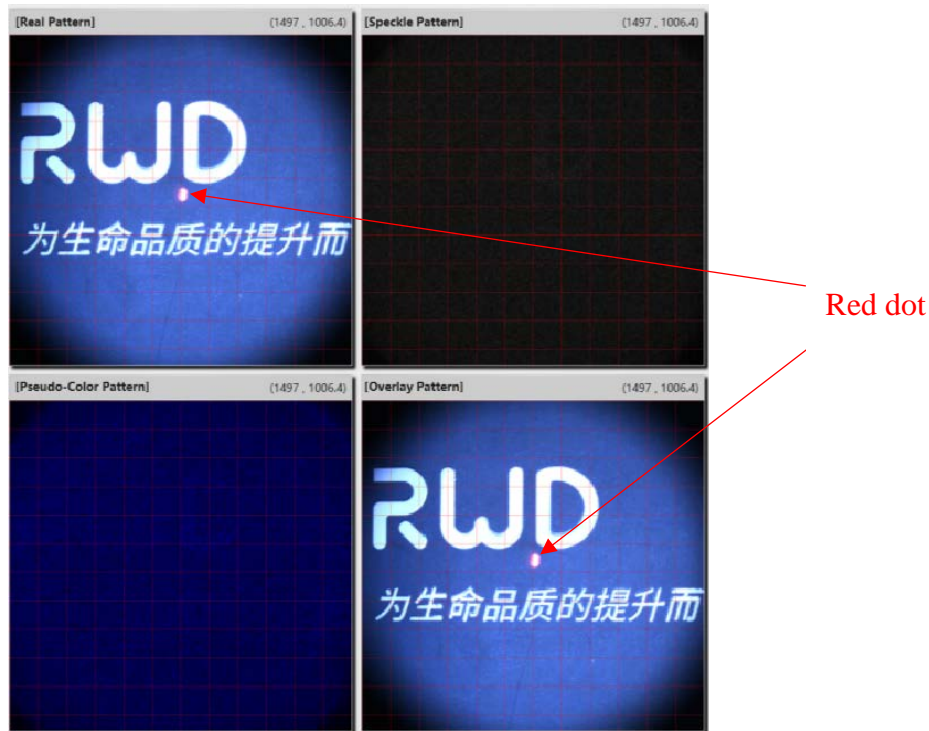 [Real Pattern] (1497 , 1006.4)
[Speckle Pattern] (1497 , 1006.4)
RWD
为生命品质的提升而
Red dot
[Pseudo-Color Pattern] (1497 , 1006.4)
[Overlay Pattern] (1497 , 1006.4)
RWD
为生命品质的提升而